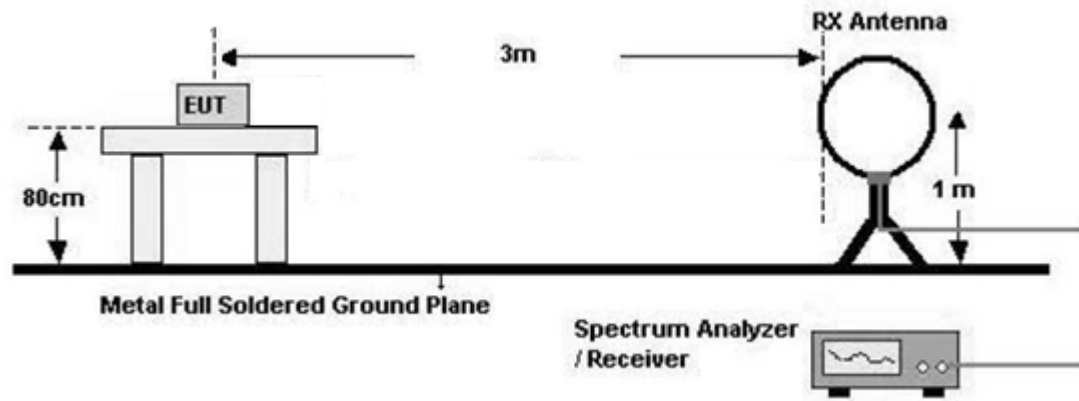 RX Antenna
3m
EUT
80cm
1 m
Metal Full Soldered Ground Plane
Spectrum Analyzer
/ Receiver